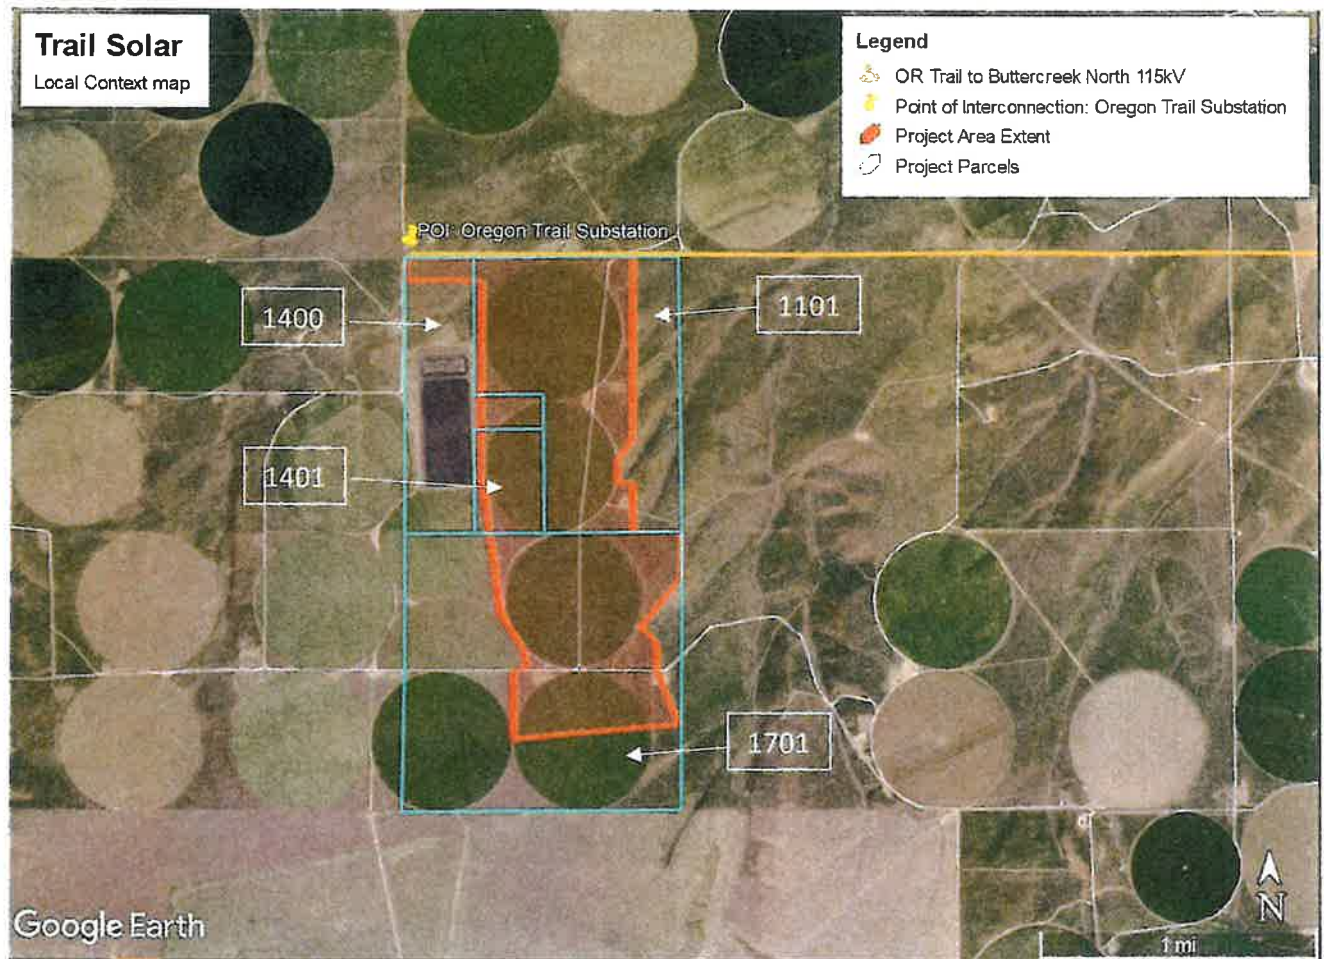 Trail Solar
Local Context map
Legend
OR Trail to Buttercreek North 115kV
Point of Interconnection: Oregon Trail Substation
Project Area Extent
Project Parcels
POI: Oregon Trail Substation
1400
1101
1401
1701
Google Earth
N
1 mi